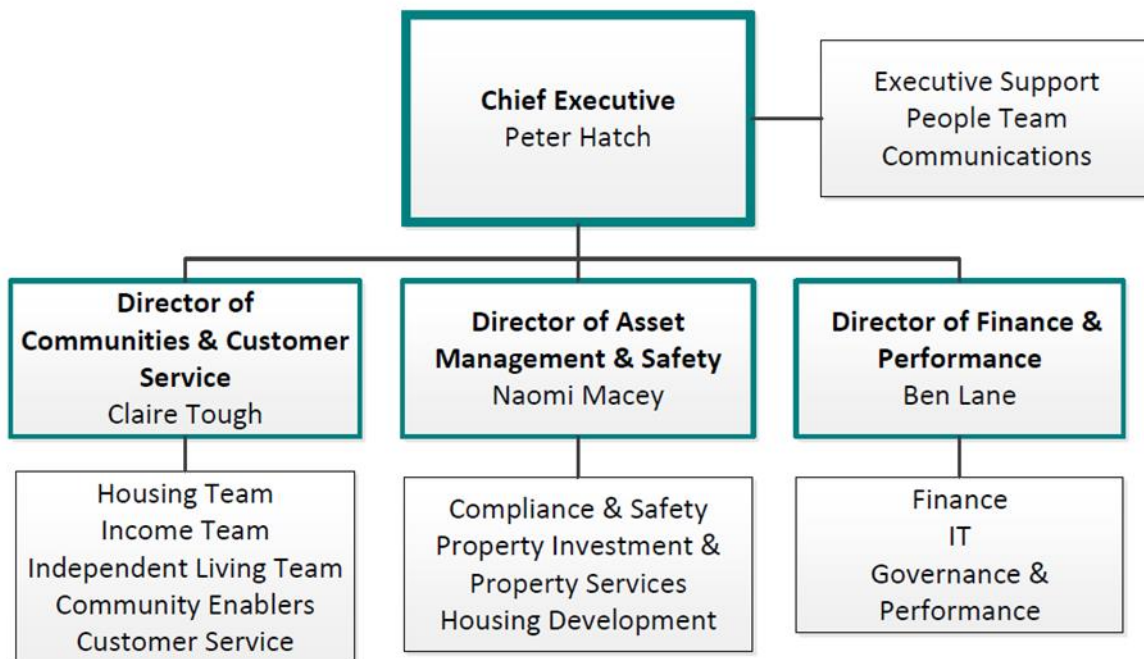 Chief Executive
Peter Hatch
Executive Support
People Team
Communications
Director of
Communities & Customer
Service
Claire Tough
Director of Asset
Management & Safety
Naomi Macey
Director of Finance &
Performance
Ben Lane
Housing Team
Income Team
Independent Living Team
Community Enablers
Customer Service
Compliance & Safety
Property Investment &
Property Services
Housing Development
Finance
IT
Governance &
Performance